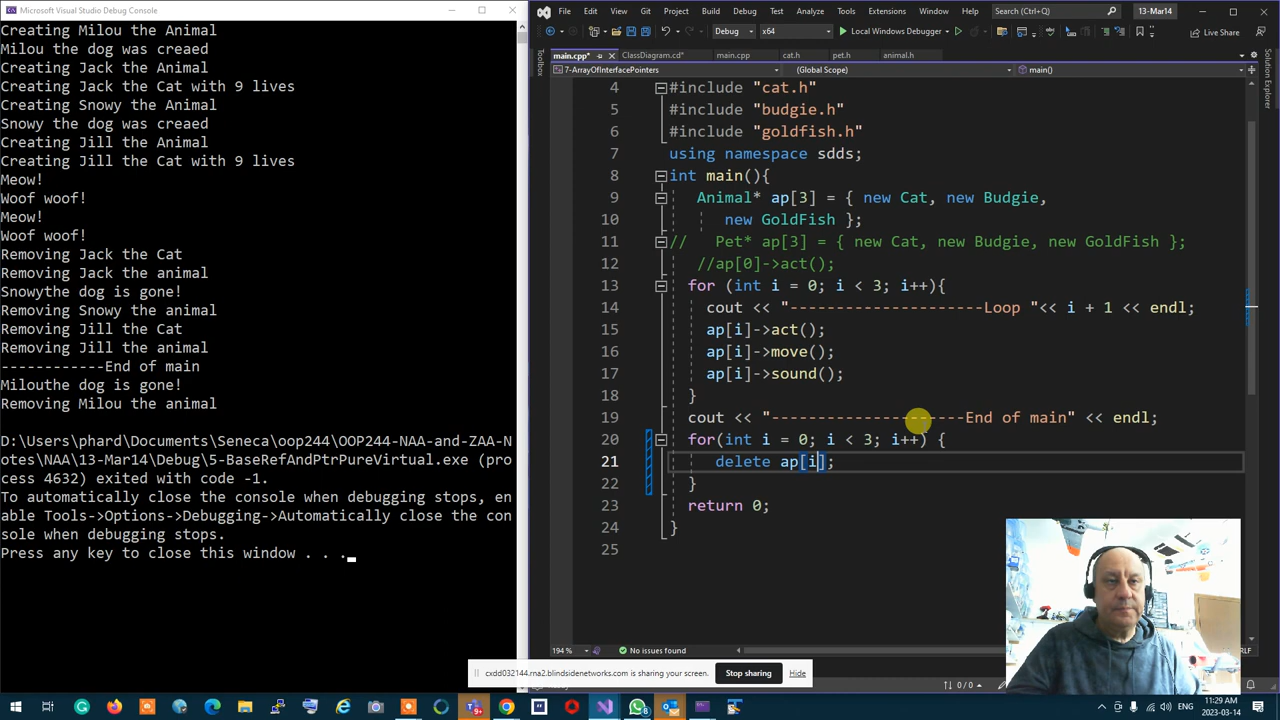 Microsoft Visual Studio Debug Console
Creating Milou the Animal
Milou the dog was creaed
Creating Jack the Animal
Creating Jack the Cat with 9 lives
Creating Snowy the Animal
Snowy the dog was creaed
Creating Jill the Animal
Creating Jill the Cat with 9 lives
Meow!
Woof woof!
Meow!
Woof woof!
Removing Jack the Cat
Removing Jack the animal
Snowythe dog is gone!
Removing Snowy the animal
Removing Jill the Cat
Removing Jill the animal
------------End of main
Milouthe dog is gone!
Removing Milou the animal
D:\Users\phard\Documents\Seneca\oop244\OOP244-NAA-and-ZAA-N
otes\NAA\13-Mar14\Debug\5-BaseRefAndPtrPureVirtual.exe (pro
cess 4632) exited with code -1.
To automatically close the console when debugging stops, en
able Tools->Options->Debugging->Automatically close the con
sole when debugging stops.
Press any key to close this window . . .
File Edit View Git Project Build Debug Test Analyze Tools Extensions Window Help Search (Ctrl+Q) 13-Mar14
Debug x64 Local Windows Debugger Live Share
main.cpp* ClassDiagram.cd* main.cpp cat.h pet.h animal.h
7-ArrayOfInterfacePointers (Global Scope) main()
Toolbox
Solution Explorer
4 #include "cat.h"
5 #include "budgie.h"
6 #include "goldfish.h"
7 using namespace sdds;
8 int main(){
9 Animal* ap[3] = { new Cat, new Budgie,
10 new GoldFish };
11 // Pet* ap[3] = { new Cat, new Budgie, new GoldFish };
12 //ap[0]->act();
13 for (int i = 0; i < 3; i++){
14 cout << "---------------------Loop "<< i + 1 << endl;
15 ap[i]->act();
16 ap[i]->move();
17 ap[i]->sound();
18 }
19 cout << "---------------------End of main" << endl;
20 for(int i = 0; i < 3; i++) {
21 delete ap[i];
22 }
23 return 0;
24 }
25
194 % No issues found
cxdd032144.rna2.blindsidenetworks.com is sharing your screen. Stop sharing Hide
0 / 0
11:29 AM
2023-03-14